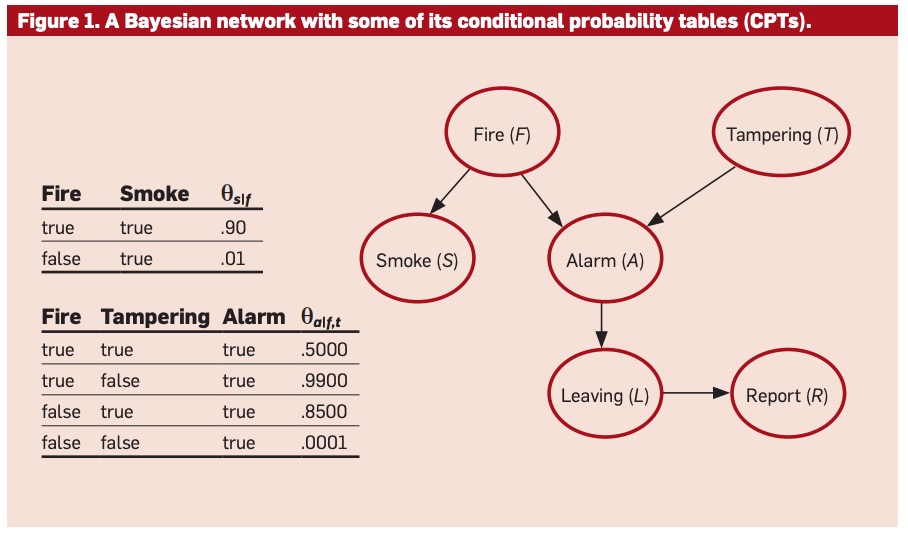 Figure 1. A Bayesian network with some of its conditional probability tables (CPTs).
Fire Smoke θs|f
true true .90
false true .01
Fire Tampering Alarm θa|f,t
true true true .5000
true false true .9900
false true true .8500
false false true .0001
Fire (F)
Tampering (T)
Smoke (S)
Alarm (A)
Leaving (L)
Report (R)